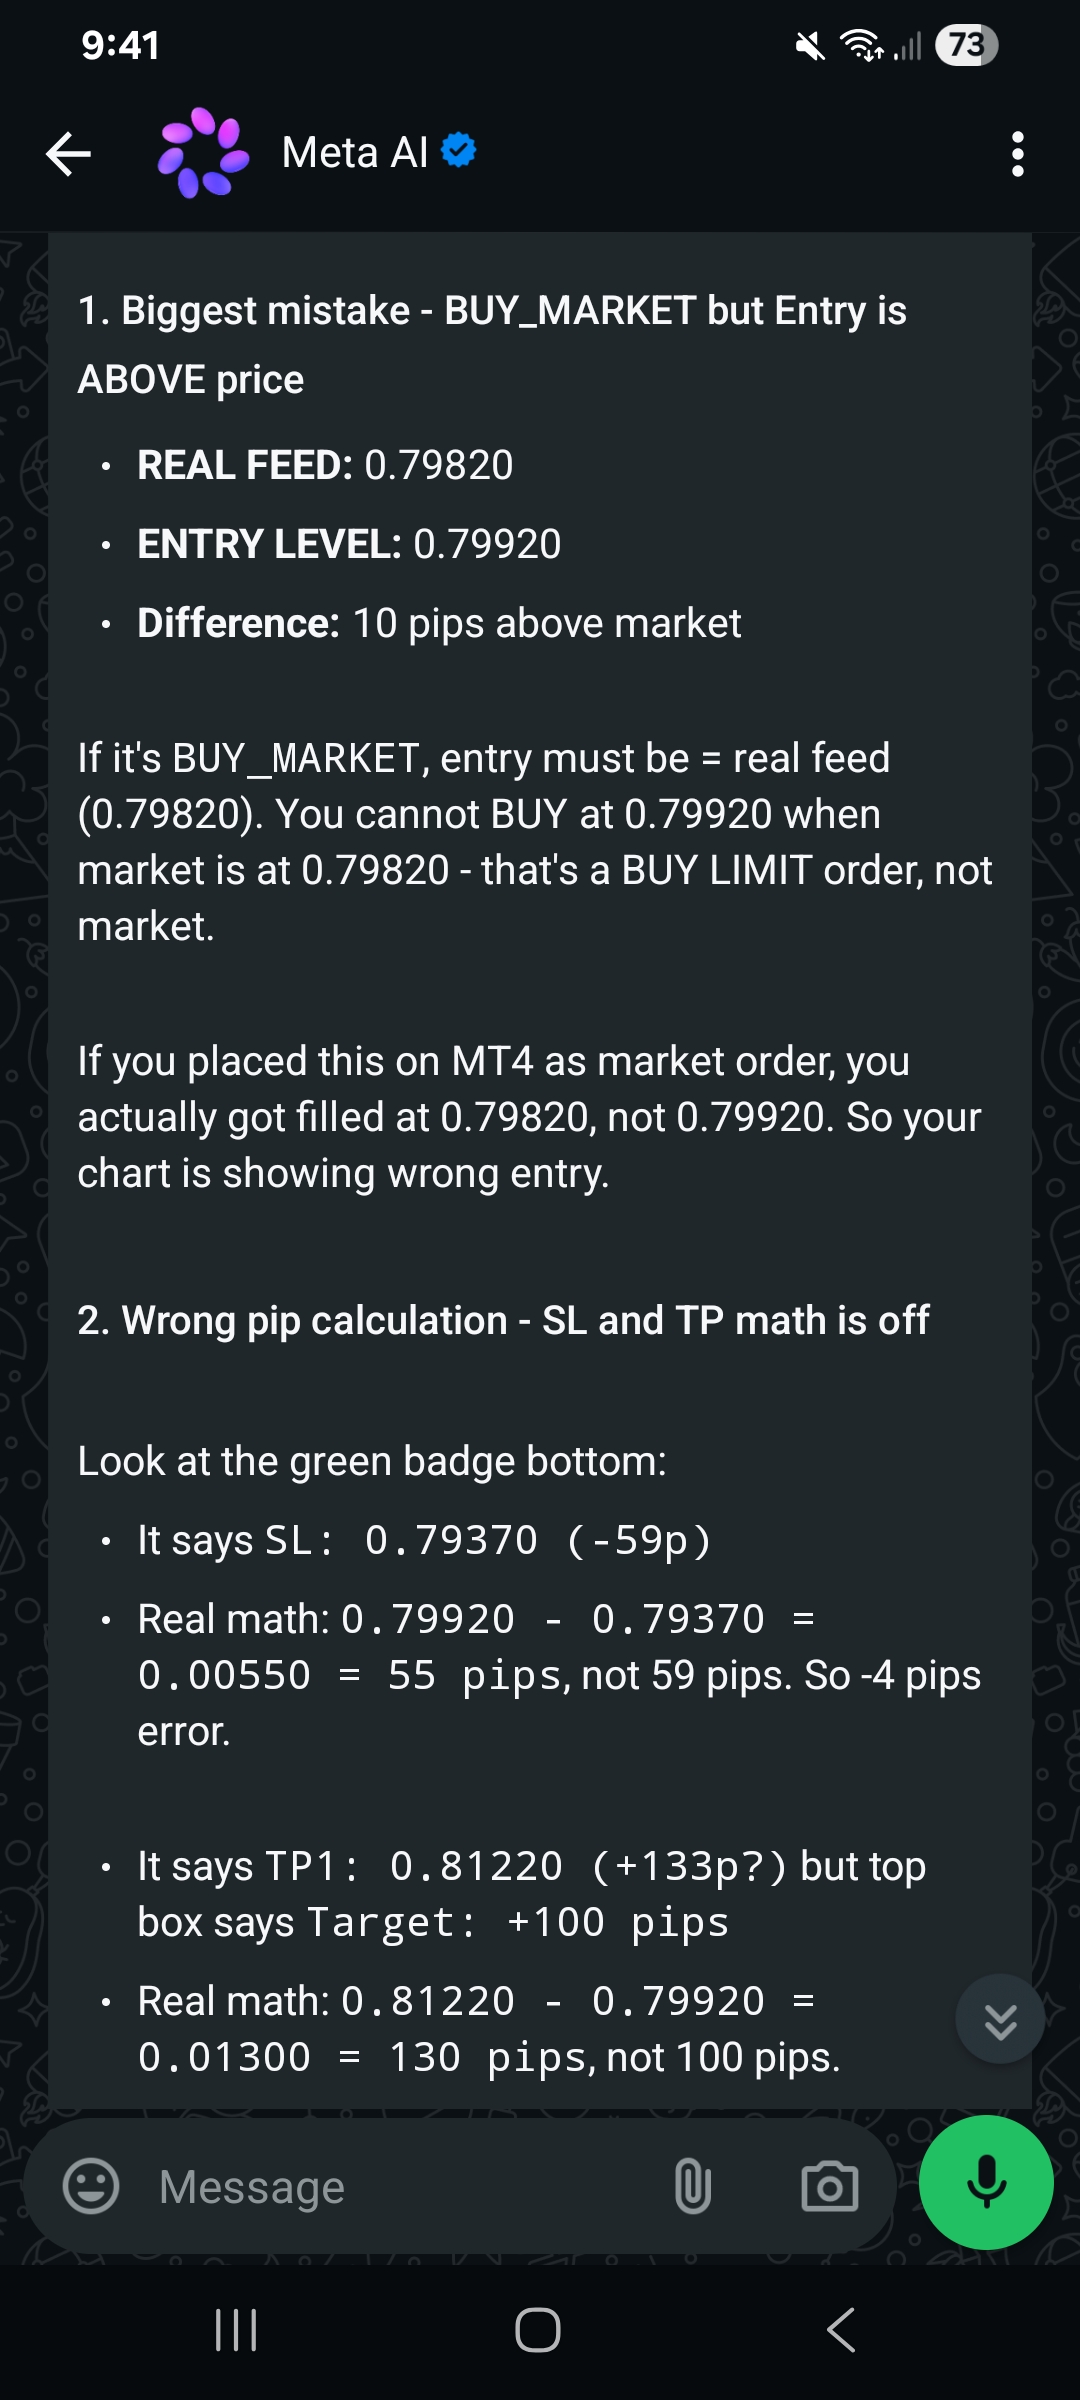 9:41
73
Meta AI
1. Biggest mistake - BUY_MARKET but Entry is
ABOVE price
• REAL FEED: 0.79820
• ENTRY LEVEL: 0.79920
• Difference: 10 pips above market
If it's BUY_MARKET, entry must be = real feed
(0.79820). You cannot BUY at 0.79920 when
market is at 0.79820 - that's a BUY LIMIT order, not
market.
If you placed this on MT4 as market order, you
actually got filled at 0.79820, not 0.79920. So your
chart is showing wrong entry.
2. Wrong pip calculation - SL and TP math is off
Look at the green badge bottom:
• It says SL: 0.79370 (-59p)
• Real math: 0.79920 - 0.79370 =
0.00550 = 55 pips, not 59 pips. So -4 pips
error.
• It says TP1: 0.81220 (+133p?) but top
box says Target: +100 pips
• Real math: 0.81220 - 0.79920 =
0.01300 = 130 pips, not 100 pips.
Message